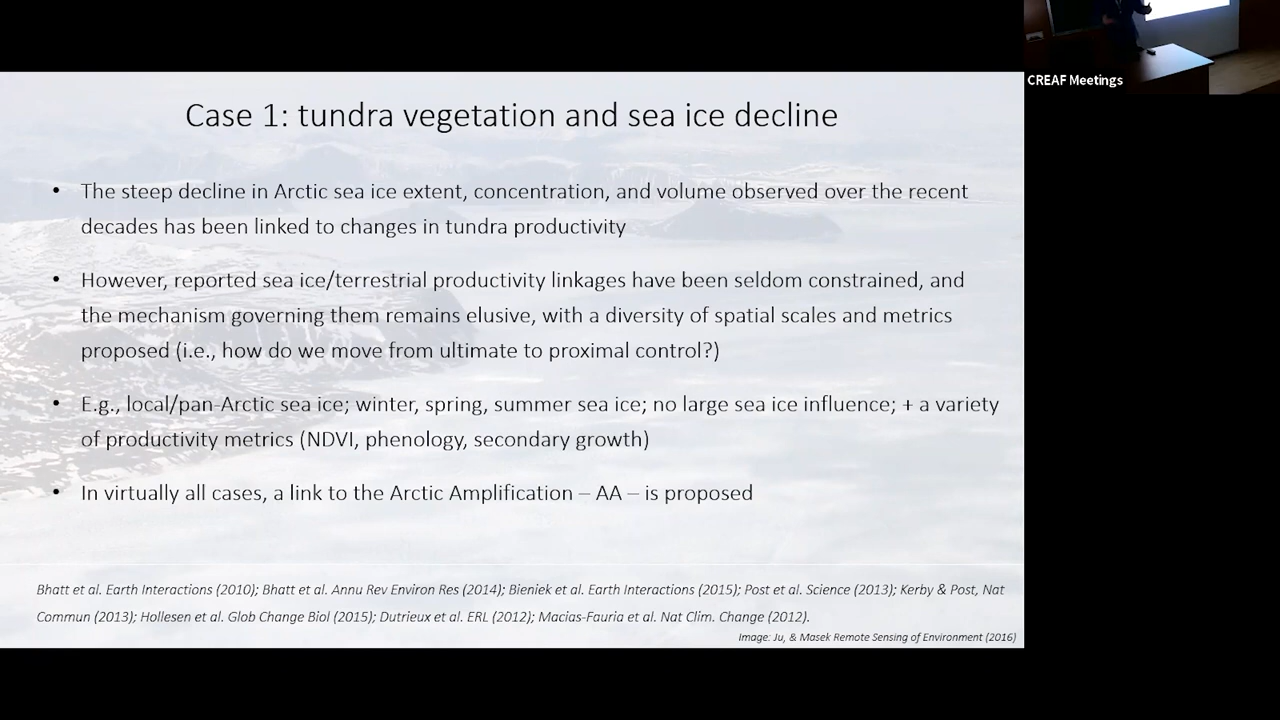 Case 1: tundra vegetation and sea ice decline
• The steep decline in Arctic sea ice extent, concentration, and volume observed over the recent
decades has been linked to changes in tundra productivity
• However, reported sea ice/terrestrial productivity linkages have been seldom constrained, and
the mechanism governing them remains elusive, with a diversity of spatial scales and metrics
proposed (i.e., how do we move from ultimate to proximal control?)
• E.g., local/pan-Arctic sea ice; winter, spring, summer sea ice; no large sea ice influence; + a variety
of productivity metrics (NDVI, phenology, secondary growth)
• In virtually all cases, a link to the Arctic Amplification – AA – is proposed
Bhatt et al. Earth Interactions (2010); Bhatt et al. Annu Rev Environ Res (2014); Bieniek et al. Earth Interactions (2015); Post et al. Science (2013); Kerby & Post, Nat
Commun (2013); Hollesen et al. Glob Change Biol (2015); Dutrieux et al. ERL (2012); Macias-Fauria et al. Nat Clim. Change (2012).
Image: Ju, & Masek Remote Sensing of Environment (2016)
CREAF Meetings